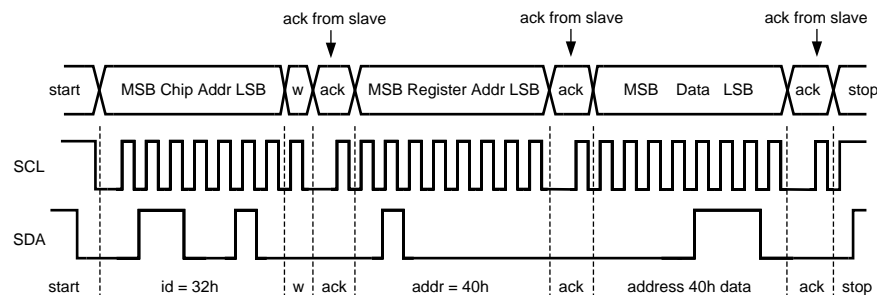 ack from slave ack from slave ack from slave
start MSB Chip Addr LSB w ack MSB Register Addr LSB ack MSB Data LSB ack stop
SCL
SDA
start id = 32h w ack addr = 40h ack address 40h data ack stop